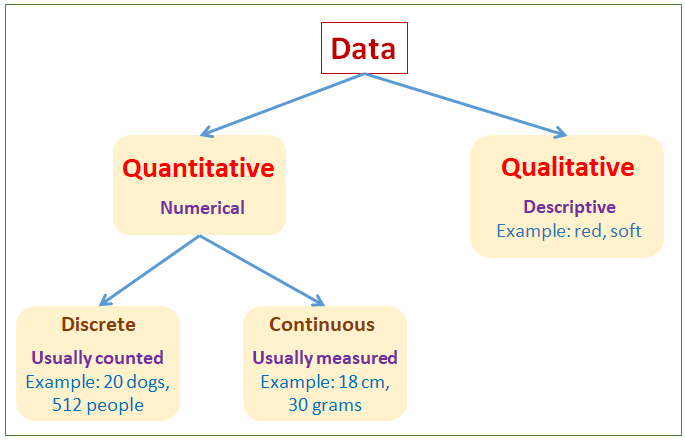 Data
Quantitative
Numerical
Qualitative
Descriptive
Example: red, soft
Discrete
Usually counted
Example: 20 dogs,
512 people
Continuous
Usually measured
Example: 18 cm,
30 grams